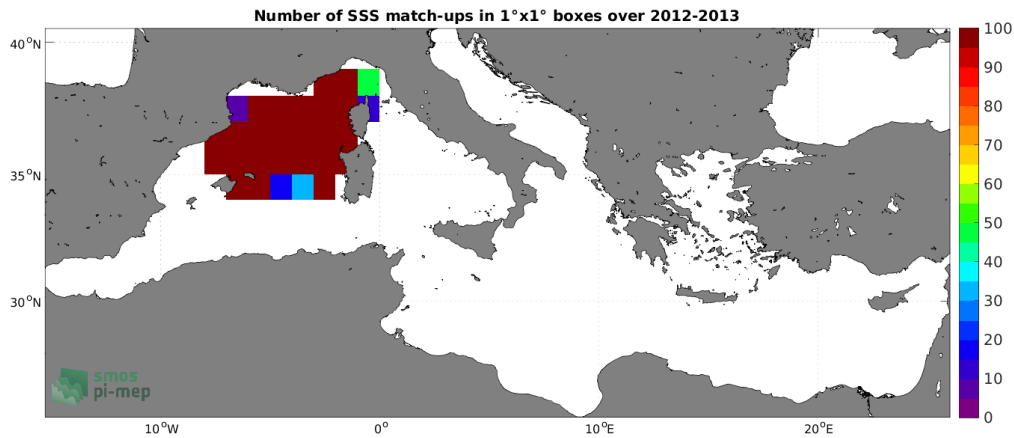 Number of SSS match-ups in 1°x1° boxes over 2012-2013
40°N
35°N
30°N
10°W
0°
10°E
20°E
100
90
80
70
60
50
40
30
20
10
0
smos
pi-mep